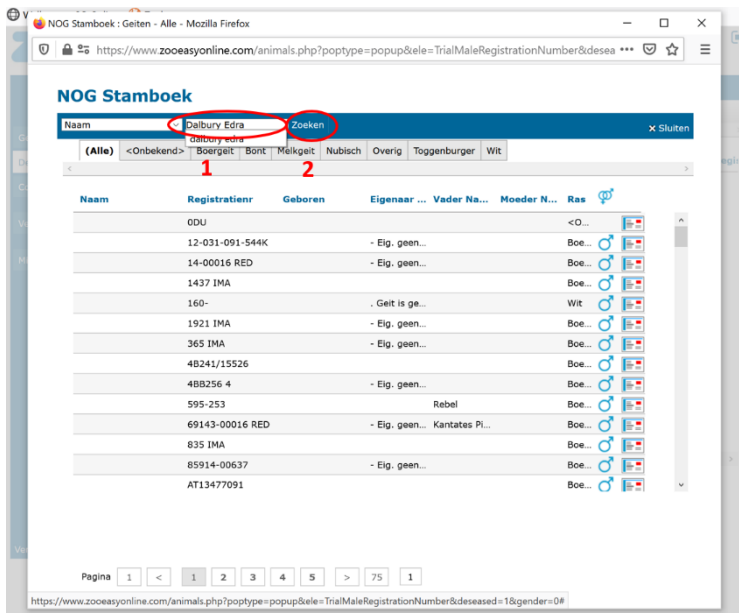 NOG Stamboek : Geiten - Alle - Mozilla Firefox
https://www.zooeasyonline.com/animals.php?poptype=popup&ele=TrialMaleRegistrationNumber&desea
NOG Stamboek
Naam Dalbury Edra Zoeken
dalbury edra
× Sluiten
(Alle) <Onbekend> Boergeit Bont Melkgeit Nubisch Overig Toggenburger Wit
1 2
Naam Registratienr Geboren Eigenaar ... Vader Na... Moeder N... Ras
0DU <O...
12-031-091-544K - Eig. geen... Boe...
14-00016 RED - Eig. geen... Boe...
1437 IMA Boe...
160- . Geit is ge... Wit
1921 IMA - Eig. geen... Boe...
365 IMA - Eig. geen... Boe...
4B241/15526 Boe...
4BB256 4 - Eig. geen... Boe...
595-253 Rebel Boe...
69143-00016 RED - Eig. geen... Kantates Pi... Boe...
835 IMA Boe...
85914-00637 - Eig. geen... Boe...
AT13477091 Boe...
Pagina 1 < 1 2 3 4 5 > 75 1
https://www.zooeasyonline.com/animals.php?poptype=popup&ele=TrialMaleRegistrationNumber&deseased=1&gender=0#